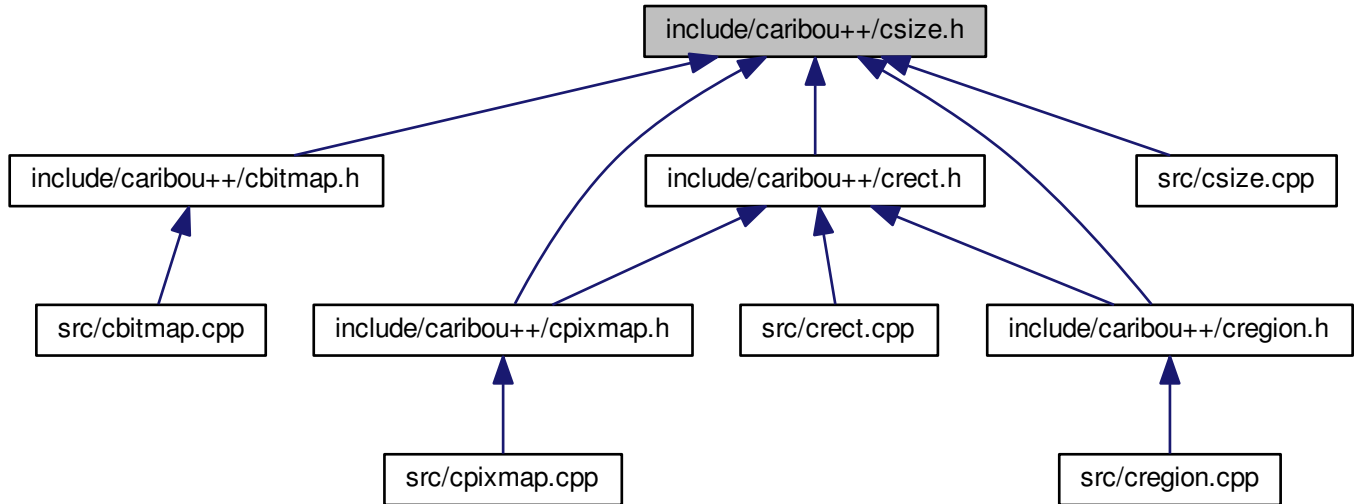 include/caribou++/csize.h
include/caribou++/cbitmap.h
include/caribou++/crect.h
src/csize.cpp
src/cbitmap.cpp
include/caribou++/cpixmap.h
src/crect.cpp
include/caribou++/cregion.h
src/cpixmap.cpp
src/cregion.cpp